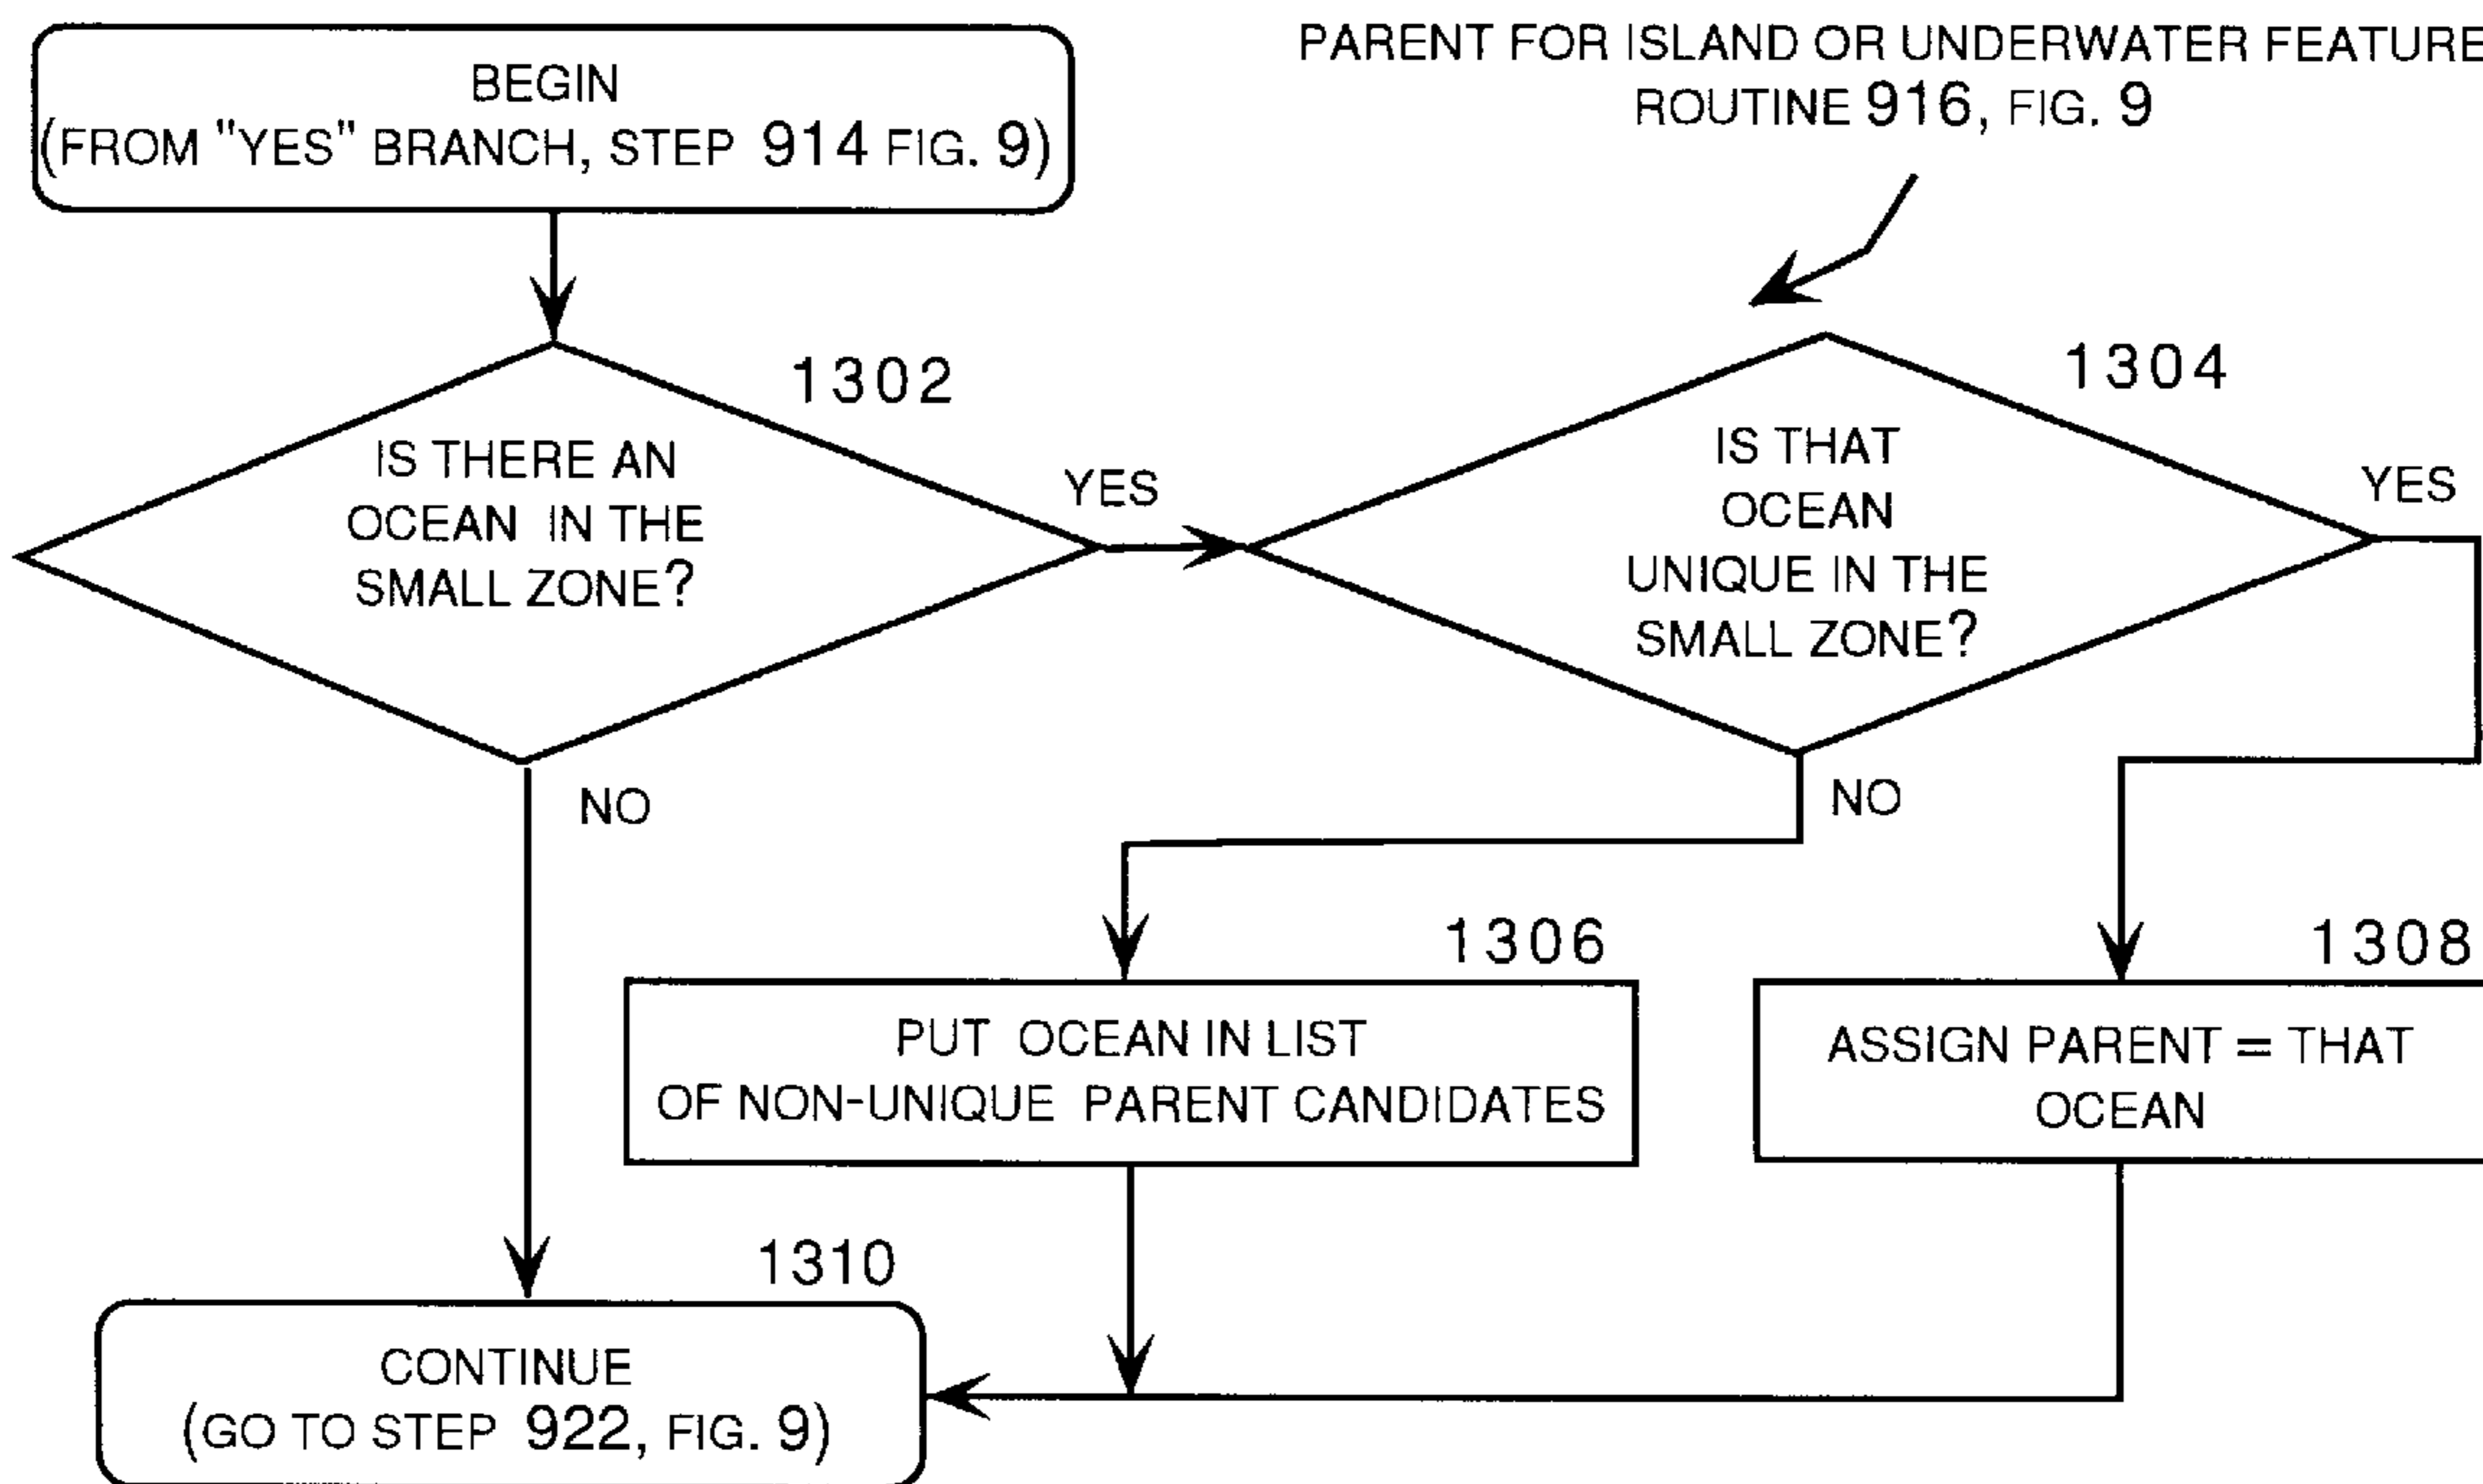 BEGIN
(FROM "YES" BRANCH, STEP 914 FIG. 9)
PARENT FOR ISLAND OR UNDERWATER FEATURE
ROUTINE 916, FIG. 9
1302
IS THERE AN
OCEAN IN THE
SMALL ZONE?
YES
NO
1304
IS THAT
OCEAN
UNIQUE IN THE
SMALL ZONE?
YES
NO
1306
PUT OCEAN IN LIST
OF NON-UNIQUE PARENT CANDIDATES
1308
ASSIGN PARENT = THAT
OCEAN
1310
CONTINUE
(GO TO STEP 922, FIG. 9)